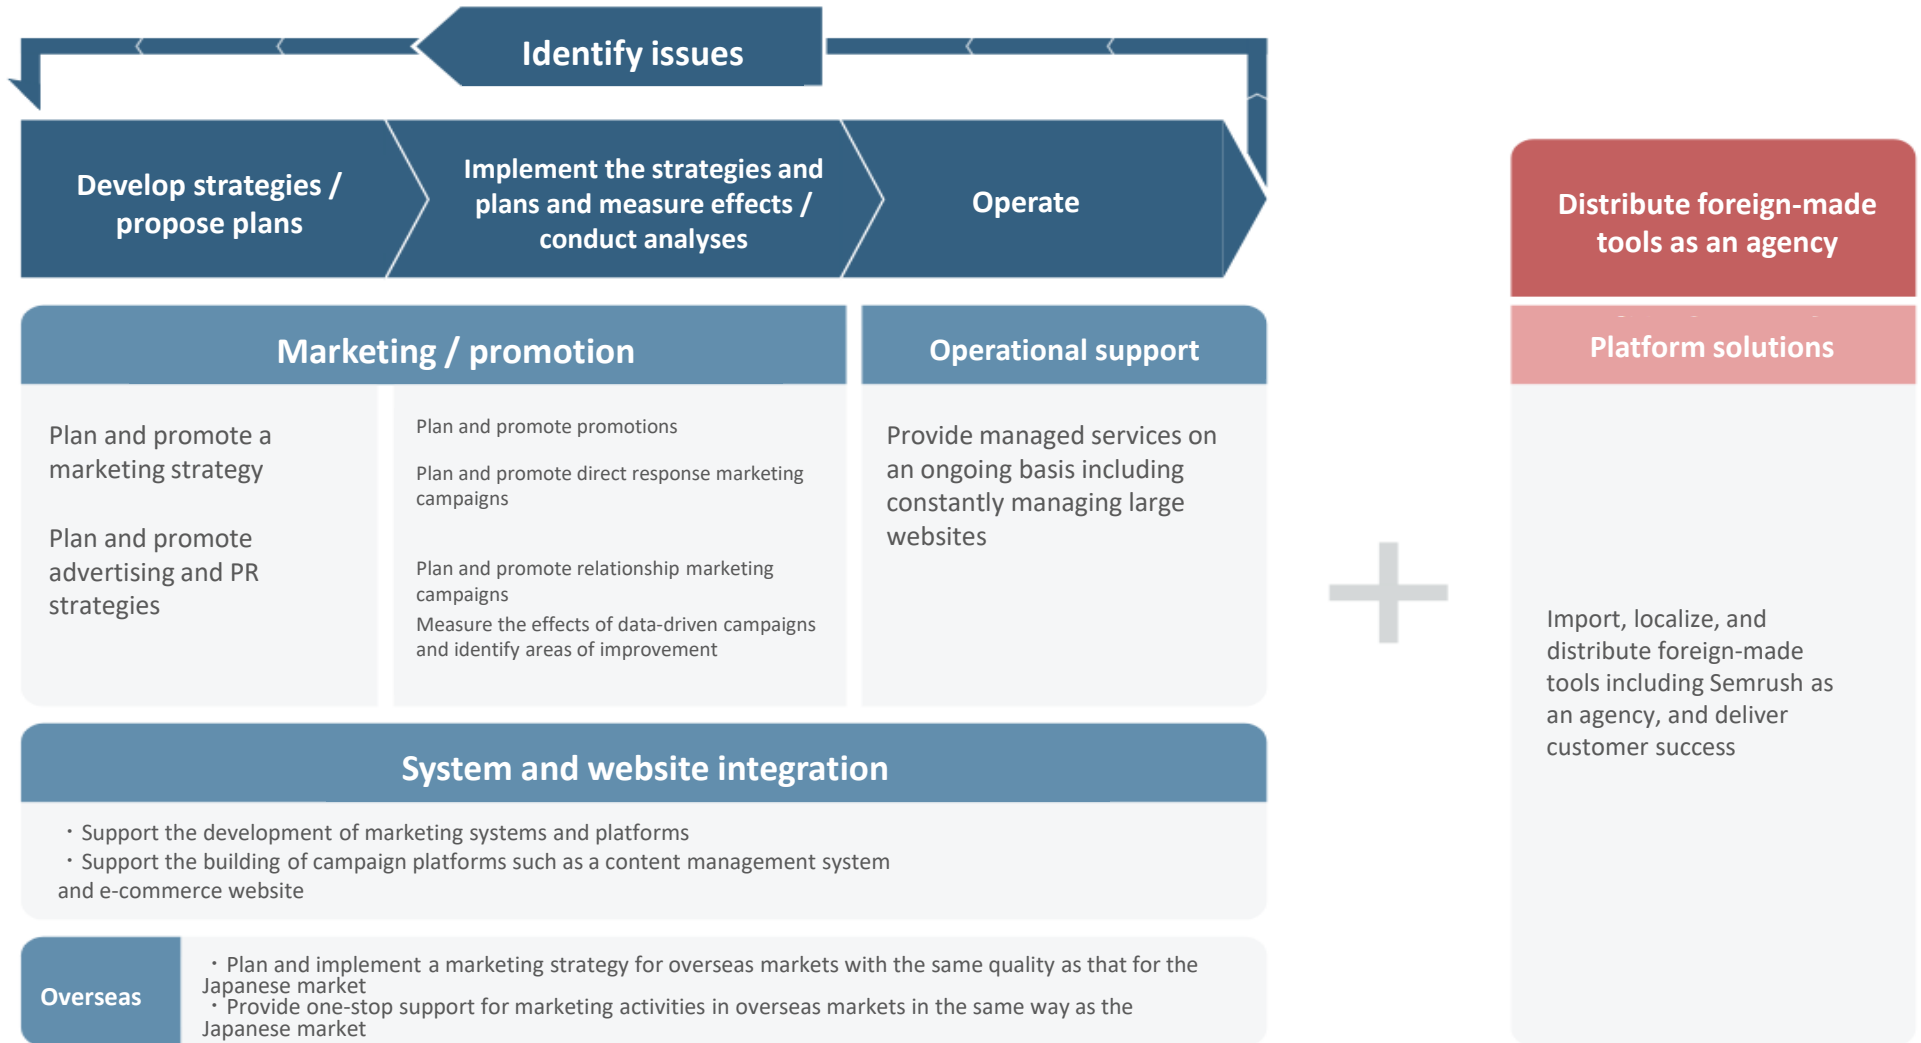 Identify issues
Develop strategies /
propose plans
Implement the strategies and
plans and measure effects /
conduct analyses
Operate
Distribute foreign-made
tools as an agency
Marketing / promotion
Operational support
Platform solutions
Plan and promote a
marketing strategy
Plan and promote
advertising and PR
strategies
Plan and promote promotions
Plan and promote direct response marketing
campaigns
Plan and promote relationship marketing
campaigns
Measure the effects of data-driven campaigns
and identify areas of improvement
Provide managed services on
an ongoing basis including
constantly managing large
websites
Import, localize, and
distribute foreign-made
tools including Semrush as
an agency, and deliver
customer success
System and website integration
・Support the development of marketing systems and platforms
・Support the building of campaign platforms such as a content management system
and e-commerce website
Overseas
・Plan and implement a marketing strategy for overseas markets with the same quality as that for the
Japanese market
・Provide one-stop support for marketing activities in overseas markets in the same way as the
Japanese market